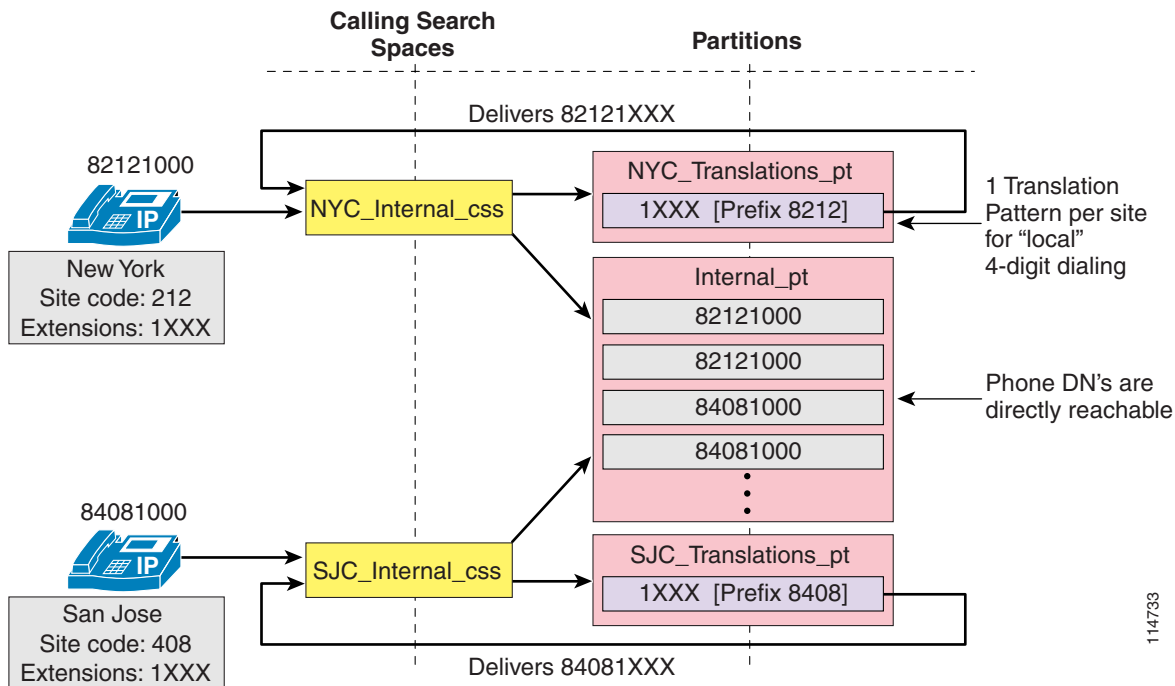 Calling Search
Spaces
Partitions
Delivers 82121XXX
82121000
IP
New York
Site code: 212
Extensions: 1XXX
NYC_Internal_css
NYC_Translations_pt
1XXX [Prefix 8212]
1 Translation
Pattern per site
for “local”
4-digit dialing
Internal_pt
82121000
82121000
84081000
84081000
Phone DN's are
directly reachable
84081000
IP
San Jose
Site code: 408
Extensions: 1XXX
SJC_Internal_css
SJC_Translations_pt
1XXX [Prefix 8408]
Delivers 84081XXX
114733